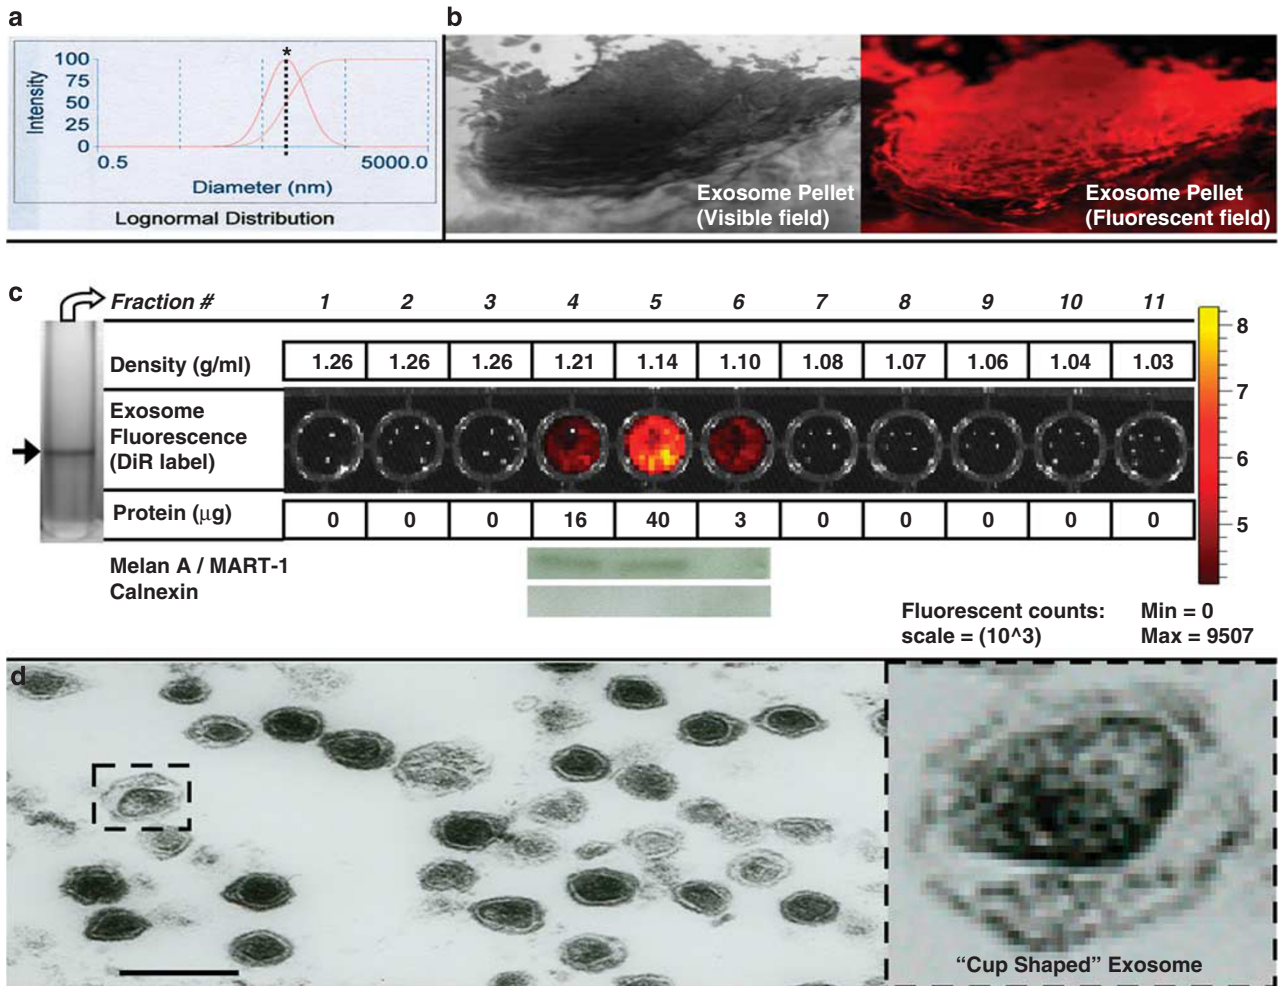 a
*
100
75
50
25
0
Intensity
0.5 5000.0
Diameter (nm)
Lognormal Distribution
b
Exosome Pellet
(Visible field)
Exosome Pellet
(Fluorescent field)
c
Fraction # 1 2 3 4 5 6 7 8 9 10 11
Density (g/ml) 1.26 1.26 1.26 1.21 1.14 1.10 1.08 1.07 1.06 1.04 1.03
Exosome
Fluorescence
(DiR label)
Protein (µg) 0 0 0 16 40 3 0 0 0 0 0
Melan A / MART-1
Calnexin
8
7
6
5
Fluorescent counts: Min = 0
scale = (10^3) Max = 9507
d
“Cup Shaped” Exosome